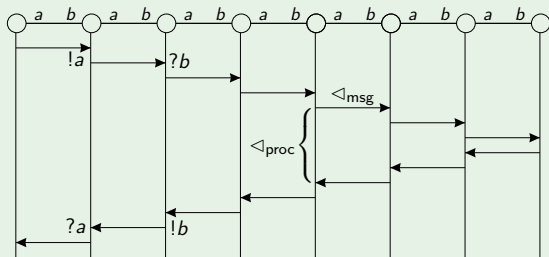 a b a b a b a b a b a b a b
!a ?b
◁msg
◁proc
?a !b